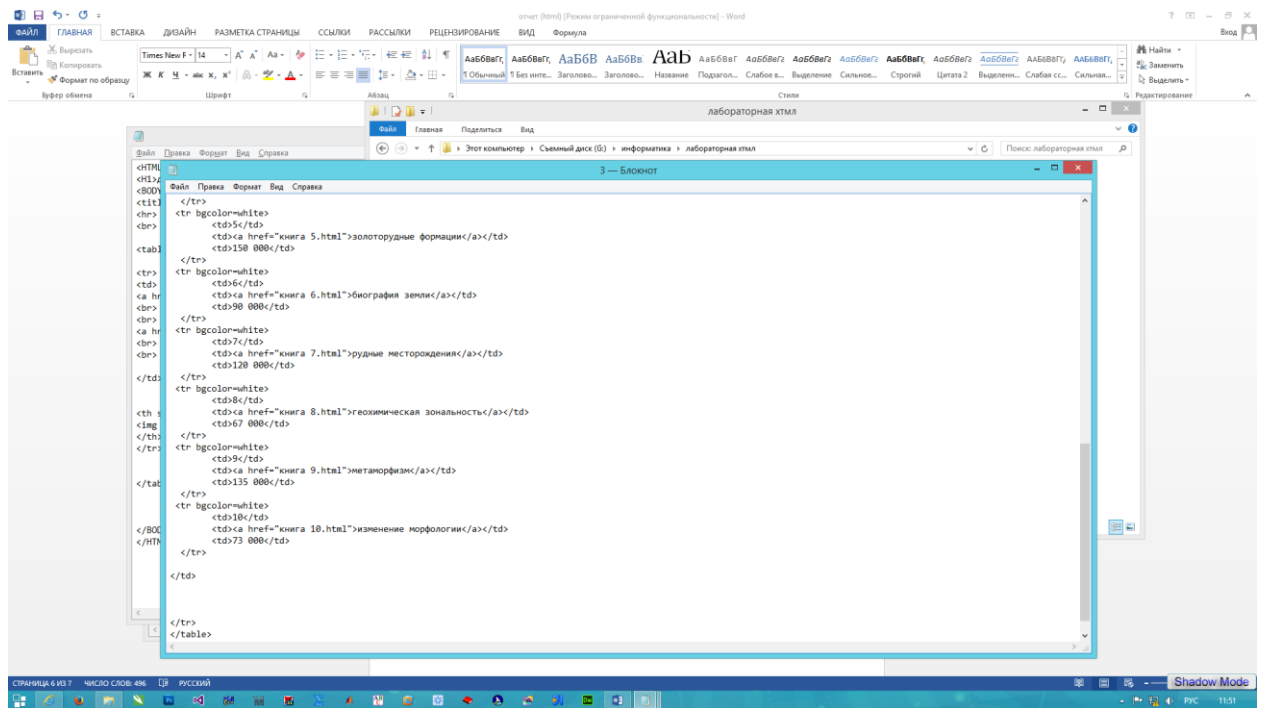 отчет (html) [Режим ограниченной функциональности] - Word
ФАЙЛ ГЛАВНАЯ ВСТАВКА ДИЗАЙН РАЗМЕТКА СТРАНИЦЫ ССЫЛКИ РАССЫЛКИ РЕЦЕНЗИРОВАНИЕ ВИД Формула Вход
Вставить
Вырезать
Копировать
Формат по образцу
Times New F 14
Ж К Ч abc x, x'
АаБбВвГг, АаБбВвГг, АаБбВ АаБбВв АаЬ АаБбВвГ АаБбВвГг АаБбВвГг АаБбВвГг АаБбВвГг, АаБбВвГг АаБбВвГг ААБбВвГг, ААБбВвГг,
¶ Обычный ¶ Без инте... Заголово... Заголово... Название Подзагол... Слабое в... Выделение Сильное... Строгий Цитата 2 Выделенн... Слабая сс... Сильная...
Найти
Заменить
Выделить
Буфер обмена Шрифт Абзац Стили Редактирование
лабораторная хтмл
Файл Главная Поделиться Вид
Этот компьютер Съемный диск (G:) информатика лабораторная хтмл
Поиск: лабораторная хтмл
Файл Правка Формат Вид Справка
<HTML
<H1>
<BODY
<titl
<hr>
<br>
<tabl
<tr>
<td>
<a hr
<br>
<br>
<a hr
<br>
<br>
</td>
<th s
<img
</th>
</tr>
</tab
</BOD
</HTM
3 — Блокнот
Файл Правка Формат Вид Справка
</tr>
<tr bgcolor=white>
<td>5</td>
<td><a href="книга 5.html">золоторудные формации</a></td>
<td>150 000</td>
</tr>
<tr bgcolor=white>
<td>6</td>
<td><a href="книга 6.html">биография земли</a></td>
<td>90 000</td>
</tr>
<tr bgcolor=white>
<td>7</td>
<td><a href="книга 7.html">рудные месторождения</a></td>
<td>120 000</td>
</tr>
<tr bgcolor=white>
<td>8</td>
<td><a href="книга 8.html">геохимическая зональность</a></td>
<td>67 000</td>
</tr>
<tr bgcolor=white>
<td>9</td>
<td><a href="книга 9.html">метаморфизм</a></td>
<td>135 000</td>
</tr>
<tr bgcolor=white>
<td>10</td>
<td><a href="книга 10.html">изменение морфологии</a></td>
<td>73 000</td>
</tr>
</td>
</tr>
</table>
СТРАНИЦА 6 ИЗ 7 ЧИСЛО СЛОВ: 496 РУССКИЙ
Shadow Mode
РУС 11:51